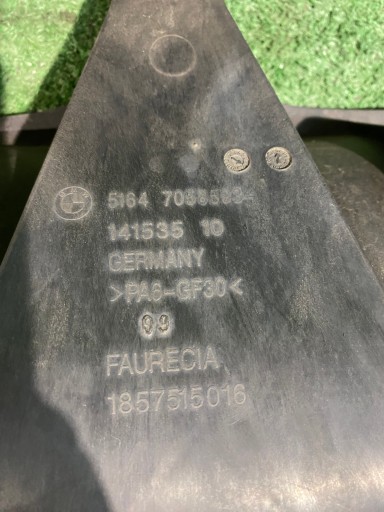 5164
141535 10
GERMANY
>PA6-GF30<
09
FAURECIA
1857515016